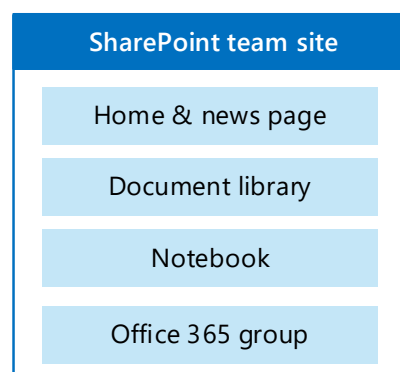 SharePoint team site
Home & news page
Document library
Notebook
Office 365 group